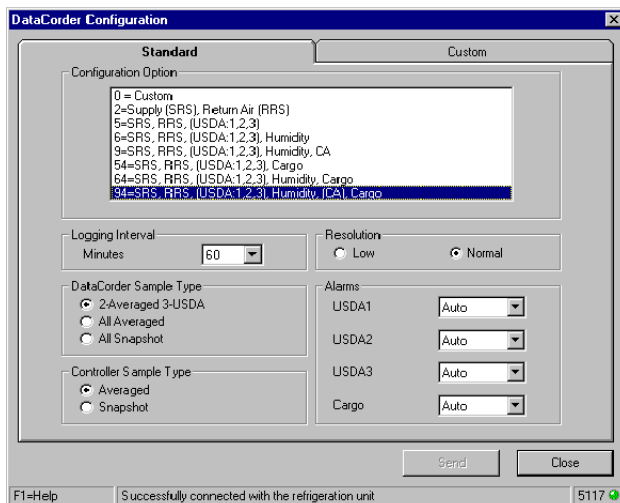 DataCorder Configuration
Standard
Custom
Configuration Option
0 = Custom
2=Supply (SRS), Return Air (RRS)
5=SRS, RRS, (USDA:1,2,3)
6=SRS, RRS, (USDA:1,2,3), Humidity
9=SRS, RRS, (USDA:1,2,3), Humidity, CA
54=SRS, RRS, (USDA:1,2,3), Cargo
64=SRS, RRS, (USDA:1,2,3), Humidity, Cargo
94=SRS, RRS, (USDA:1,2,3), Humidity, (CA), Cargo
Logging Interval
Minutes 60
Resolution
Low Normal
DataCorder Sample Type
2-Averaged 3-USDA
All Averaged
All Snapshot
Controller Sample Type
Averaged
Snapshot
Alarms
USDA1 Auto
USDA2 Auto
USDA3 Auto
Cargo Auto
Send Close
F1=Help Successfully connected with the refrigeration unit 5117